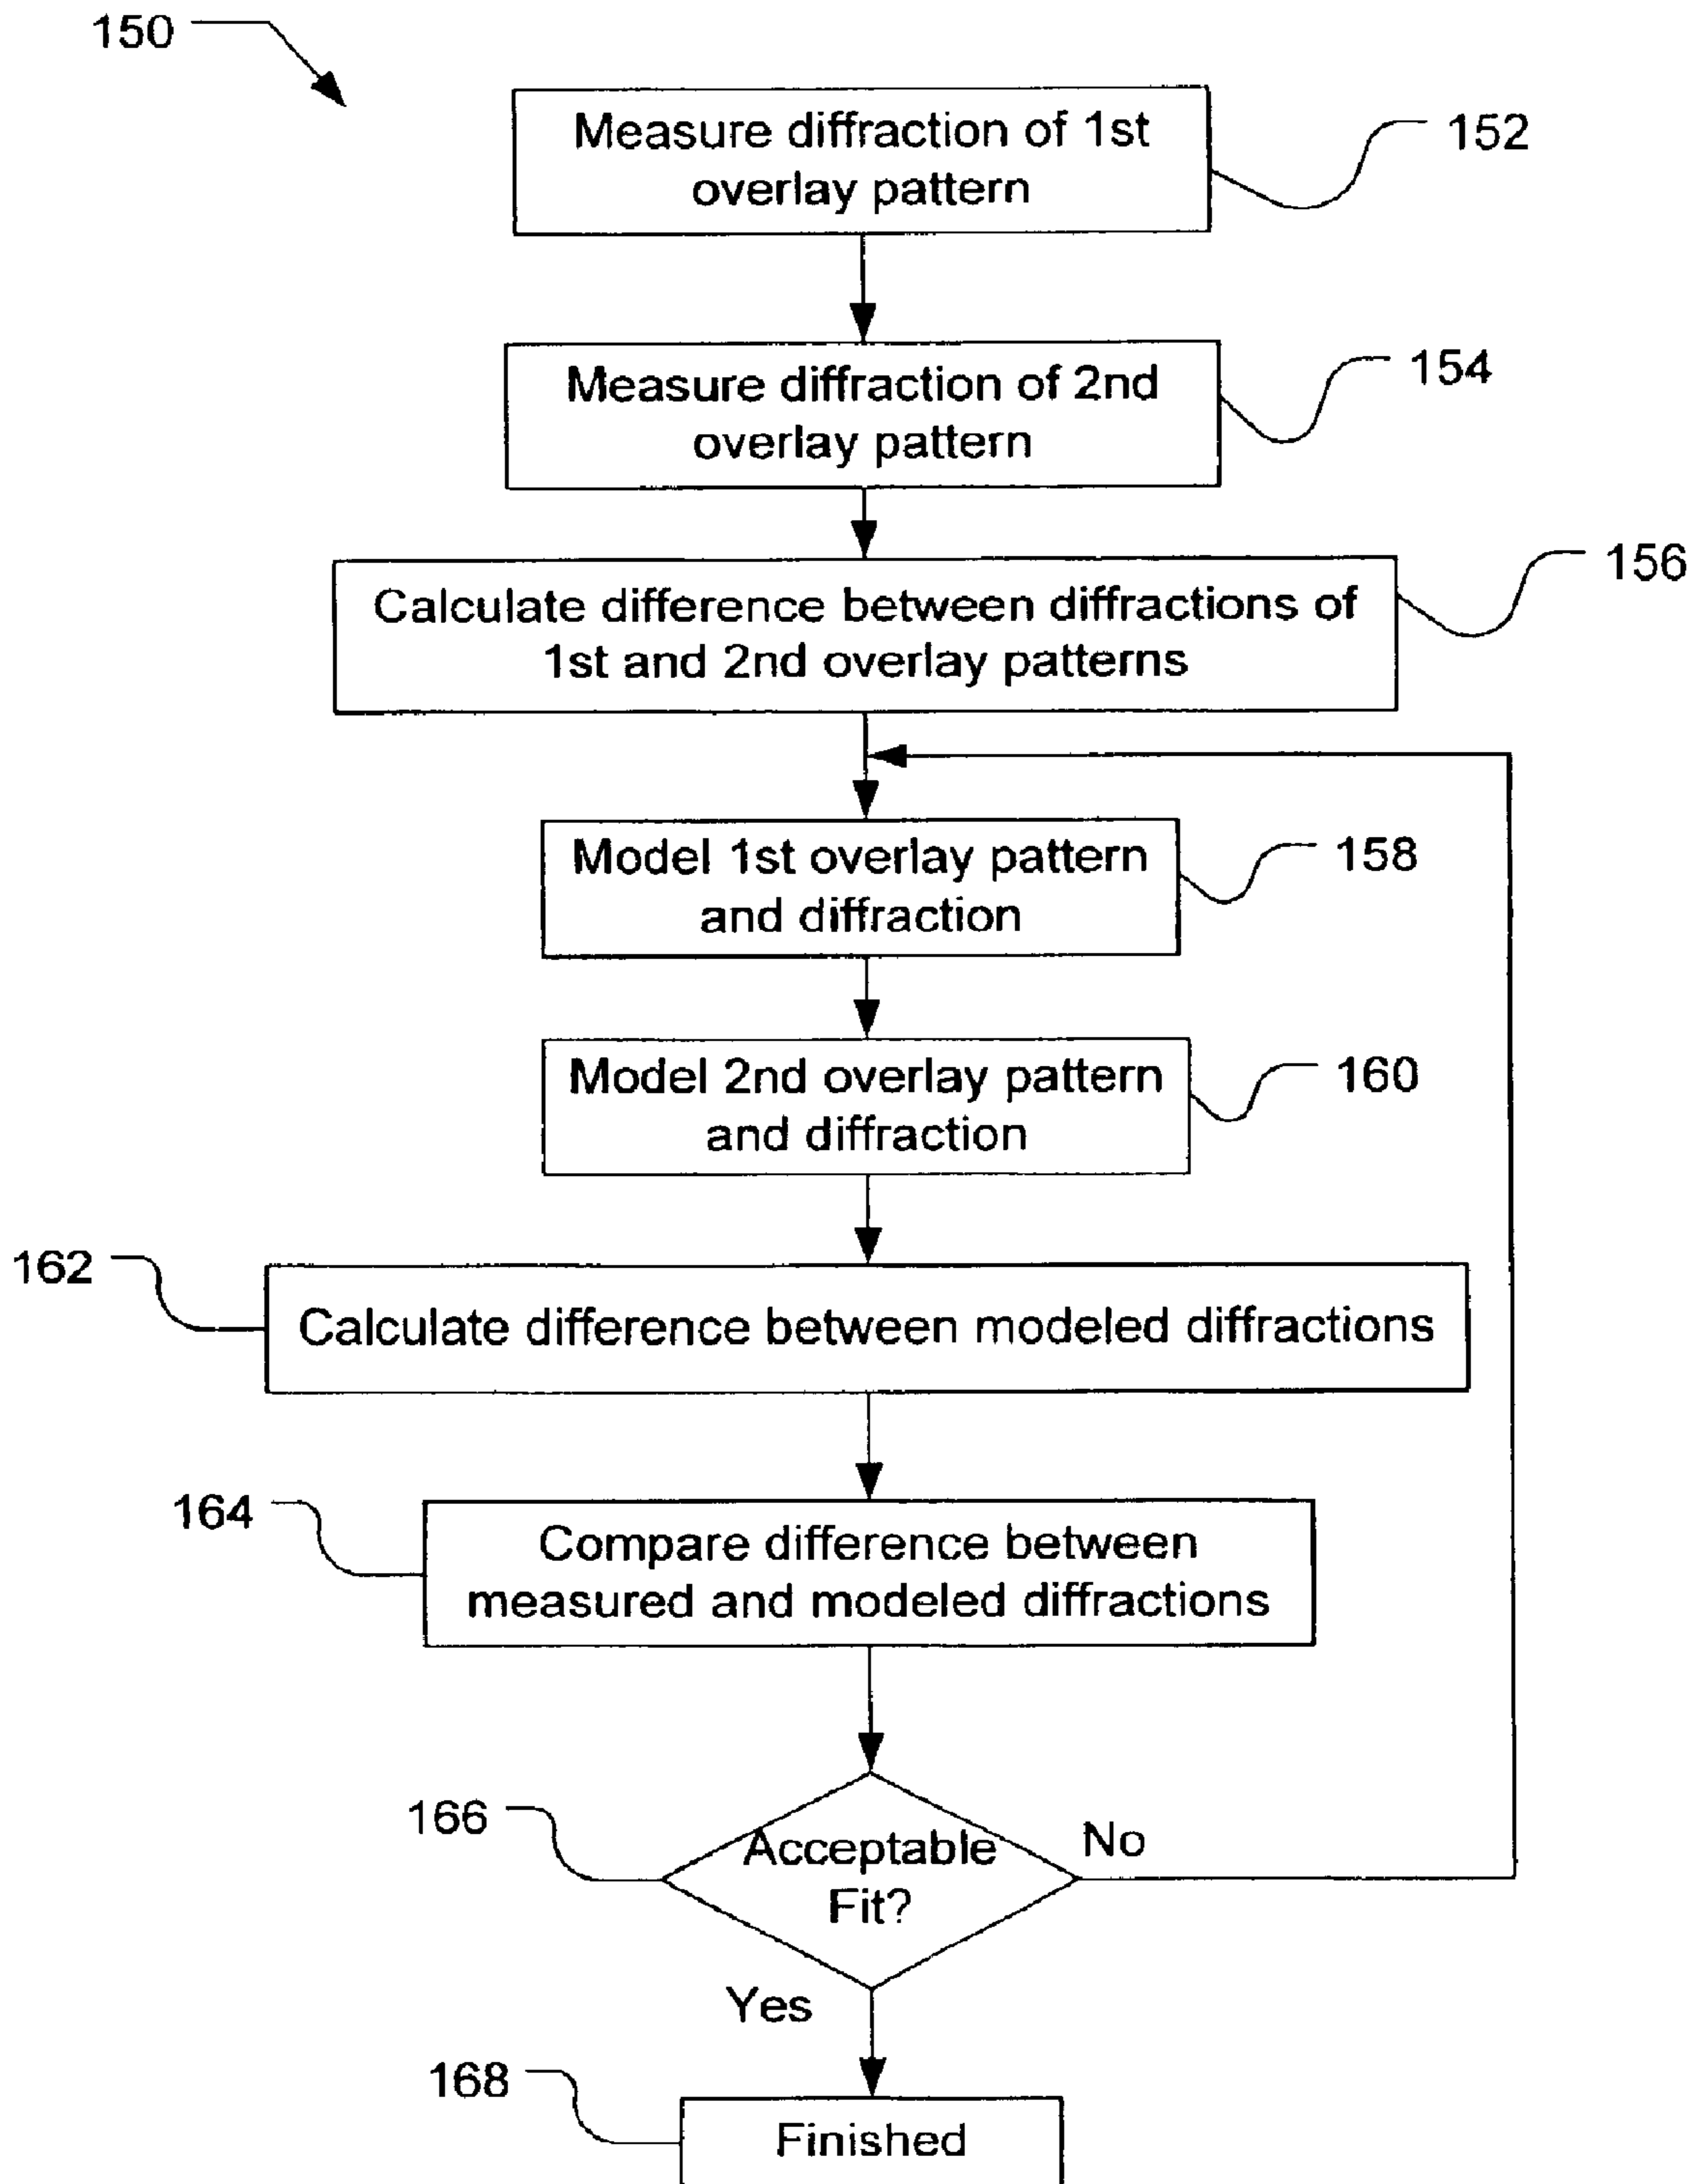 150
Measure diffraction of 1st
overlay pattern
152
Measure diffraction of 2nd
overlay pattern
154
Calculate difference between diffractions of
1st and 2nd overlay patterns
156
Model 1st overlay pattern
and diffraction
158
Model 2nd overlay pattern
and diffraction
160
162
Calculate difference between modeled diffractions
164
Compare difference between
measured and modeled diffractions
166
Acceptable
Fit?
No
Yes
168
Finished